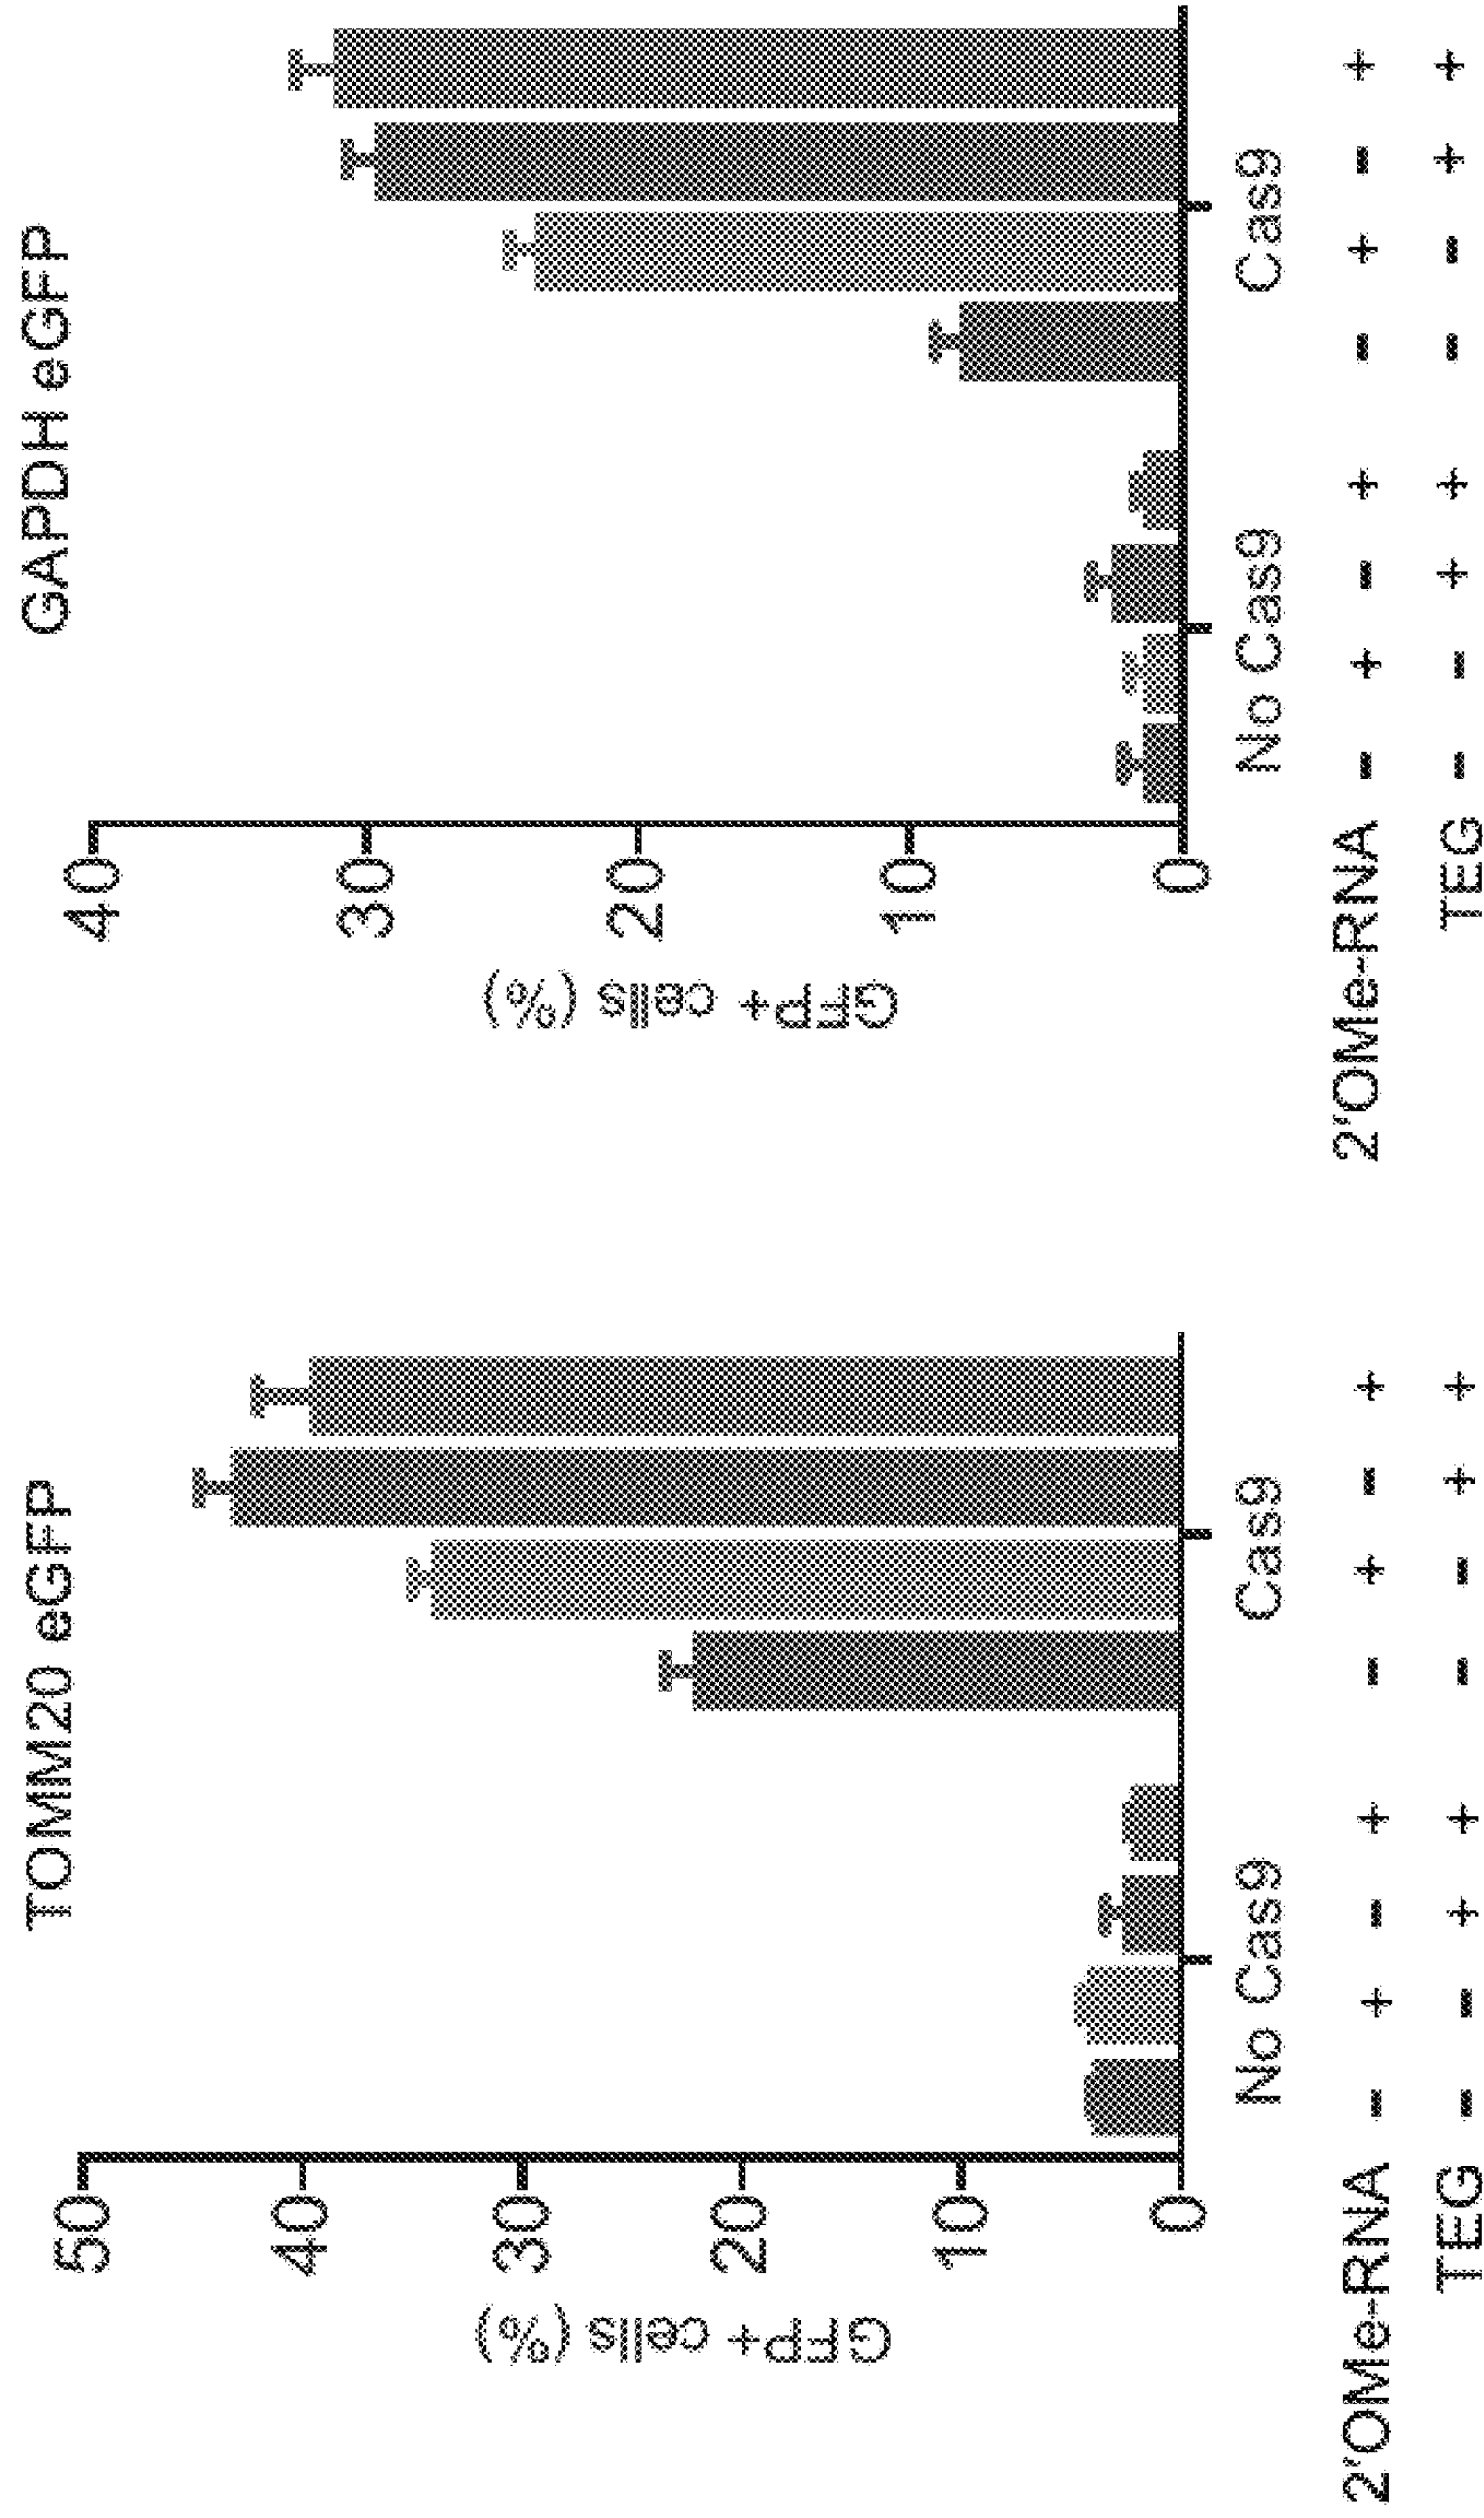 TOMM20 eGFP
50
40
30
20
10
0
GFP+ cells (%)
No Cas9 Cas9
2'OMe-RNA - + - + - + - +
TEG - - + + - - + +
GAPDH eGFP
40
30
20
10
0
GFP+ cells (%)
No Cas9 Cas9
2'OMe-RNA - + - + - + - +
TEG - - + + - - + +